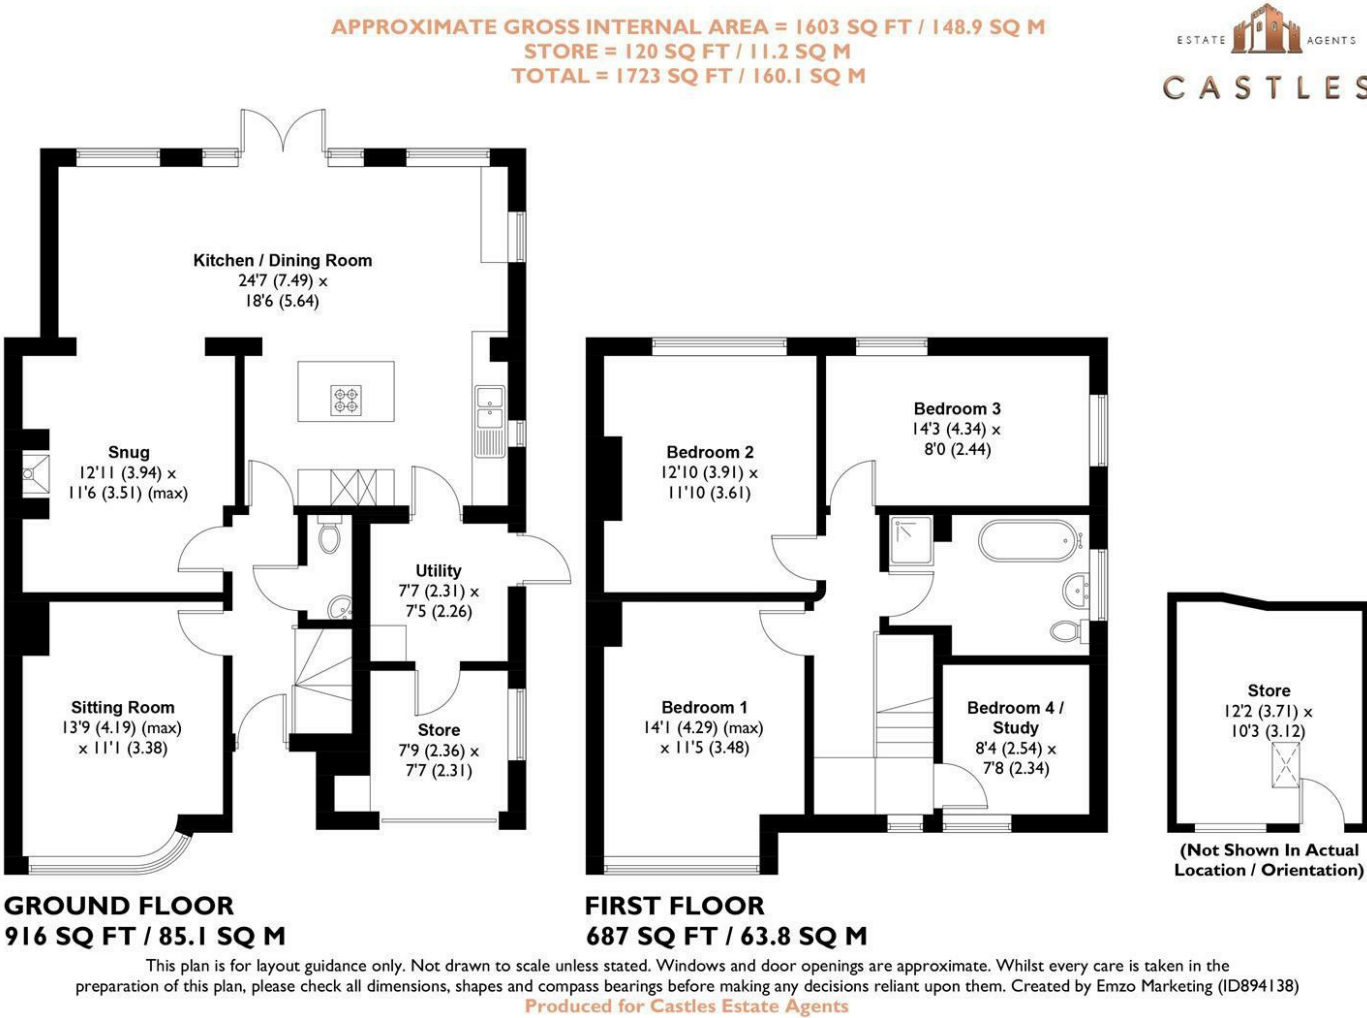 APPROXIMATE GROSS INTERNAL AREA = 1603 SQ FT / 148.9 SQ M
STORE = 120 SQ FT / 11.2 SQ M
TOTAL = 1723 SQ FT / 160.1 SQ M
ESTATE AGENTS
CASTLES
Kitchen / Dining Room
24'7 (7.49) x
18'6 (5.64)
Snug
12'11 (3.94) x
11'6 (3.51) (max)
Utility
7'7 (2.31) x
7'5 (2.26)
Sitting Room
13'9 (4.19) (max)
x 11'1 (3.38)
Store
7'9 (2.36) x
7'7 (2.31)
Bedroom 2
12'10 (3.91) x
11'10 (3.61)
Bedroom 3
14'3 (4.34) x
8'0 (2.44)
Bedroom 1
14'1 (4.29) (max)
x 11'5 (3.48)
Bedroom 4 /
Study
8'4 (2.54) x
7'8 (2.34)
Store
12'2 (3.71) x
10'3 (3.12)
(Not Shown In Actual
Location / Orientation)
GROUND FLOOR
916 SQ FT / 85.1 SQ M
FIRST FLOOR
687 SQ FT / 63.8 SQ M
This plan is for layout guidance only. Not drawn to scale unless stated. Windows and door openings are approximate. Whilst every care is taken in the
preparation of this plan, please check all dimensions, shapes and compass bearings before making any decisions reliant upon them. Created by Emzo Marketing (ID894138)
Produced for Castles Estate Agents